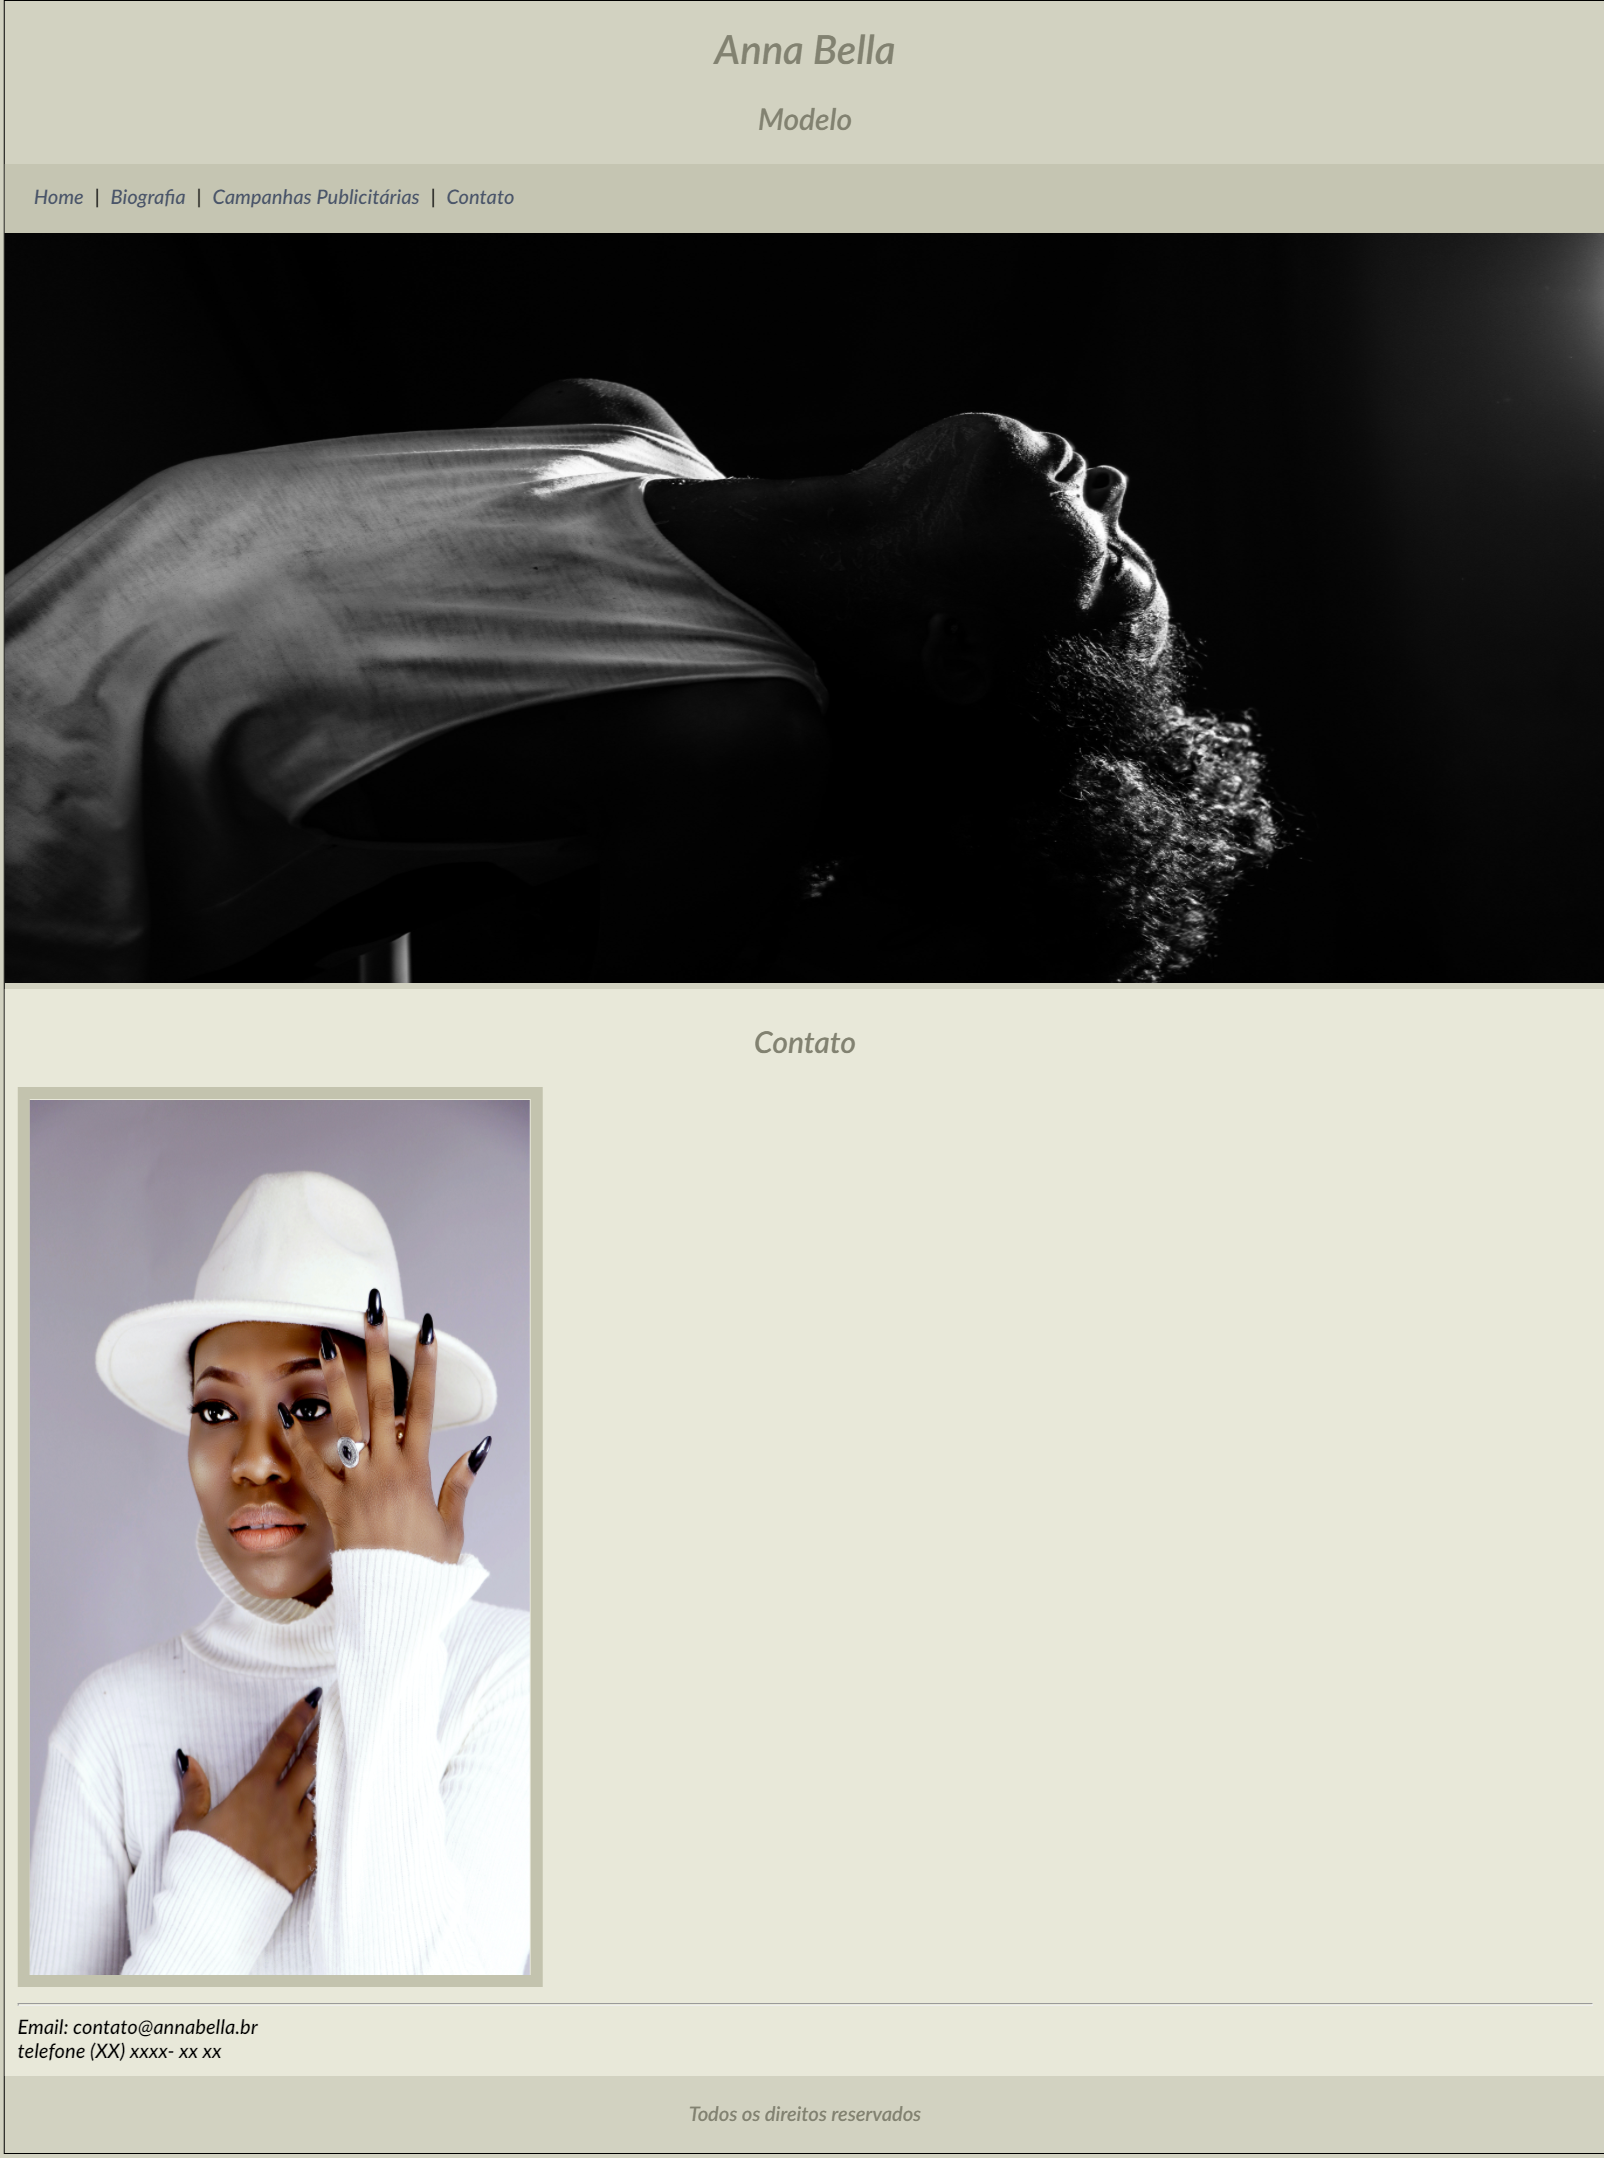 Anna Bella
Modelo
Home | Biografia | Campanhas Publicitárias | Contato
Contato
Email: contato@annabella.br
telefone (XX) xxxx- xx xx
Todos os direitos reservados